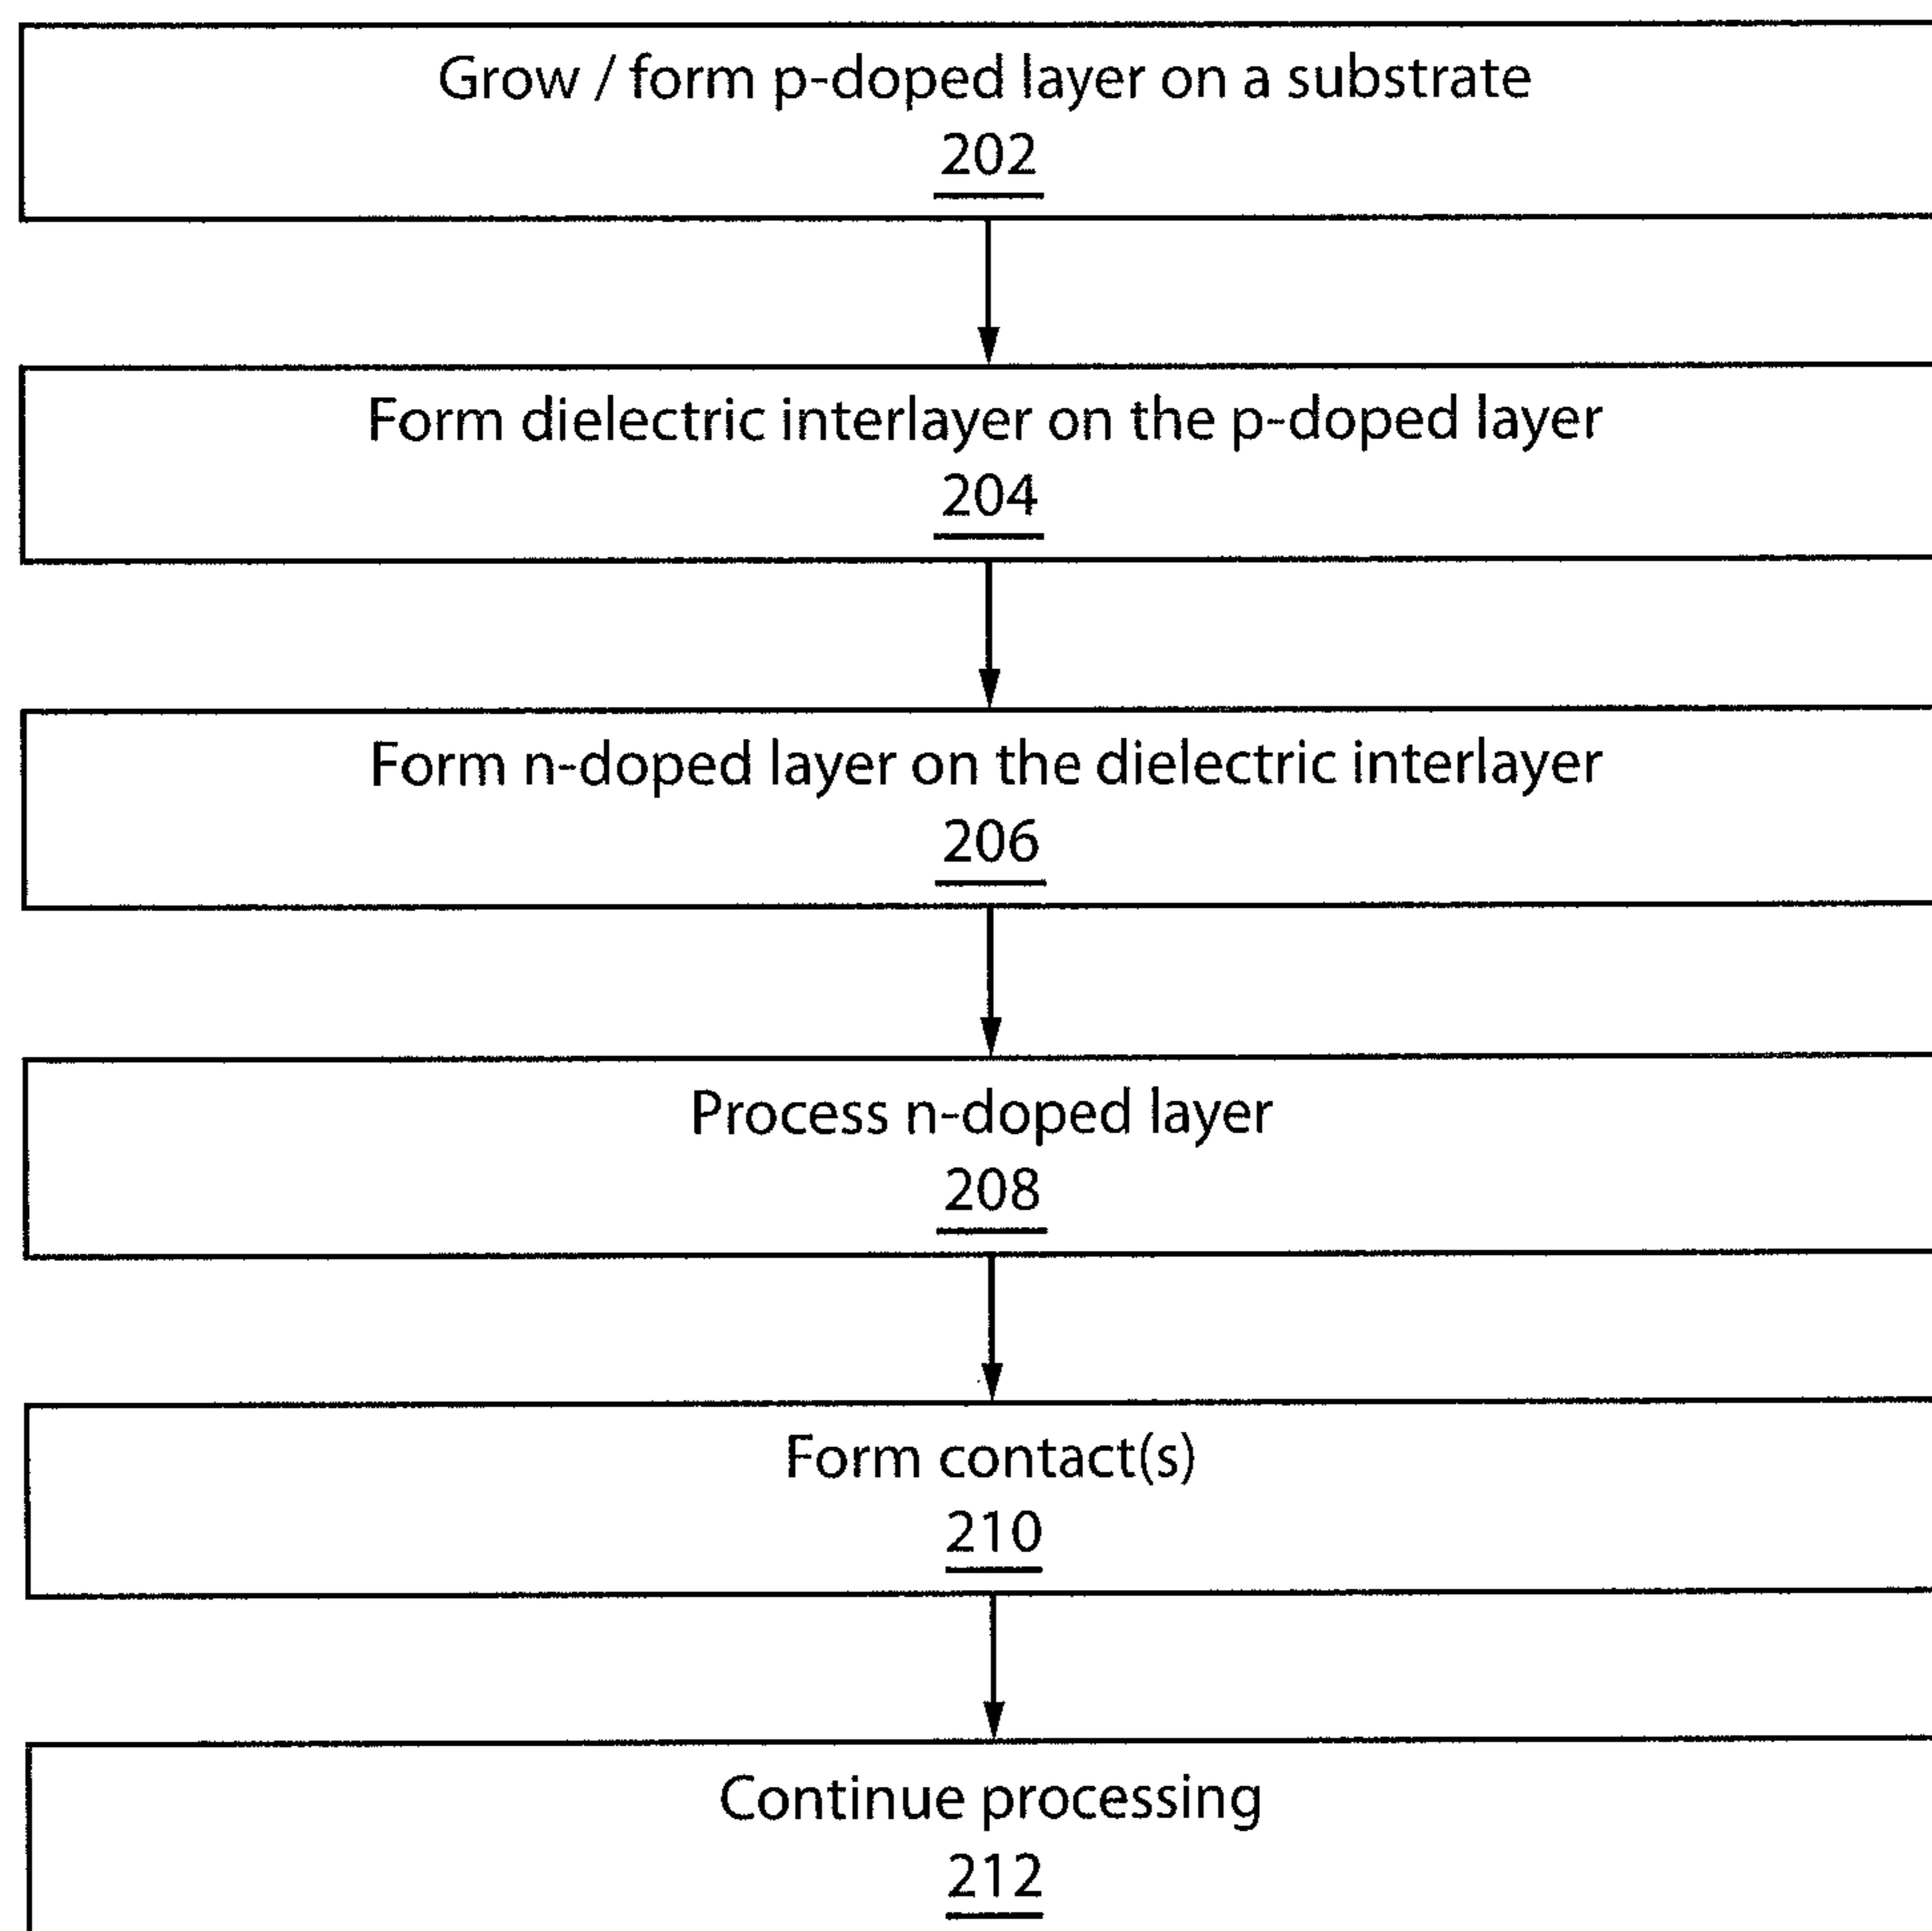 Grow / form p-doped layer on a substrate
202
Form dielectric interlayer on the p-doped layer
204
Form n-doped layer on the dielectric interlayer
206
Process n-doped layer
208
Form contact(s)
210
Continue processing
212